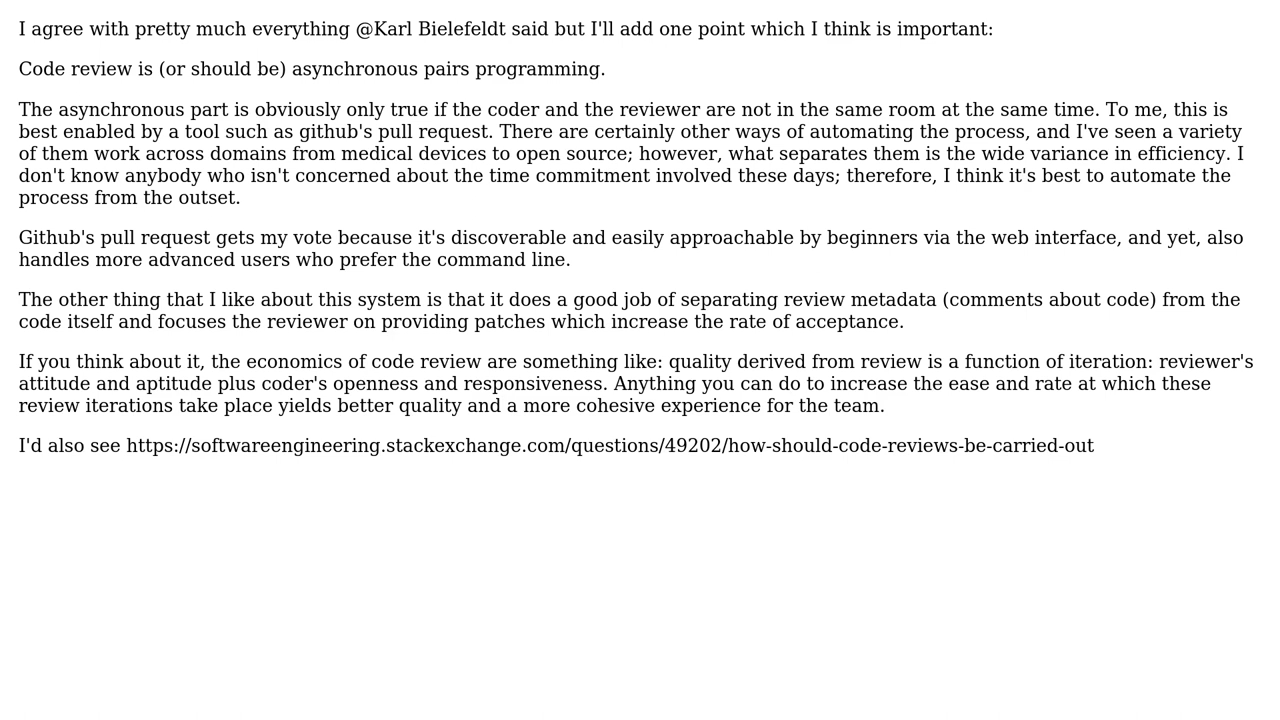 I agree with pretty much everything @Karl Bielefeldt said but I'll add one point which I think is important:
Code review is (or should be) asynchronous pairs programming.
The asynchronous part is obviously only true if the coder and the reviewer are not in the same room at the same time. To me, this is
best enabled by a tool such as github's pull request. There are certainly other ways of automating the process, and I've seen a variety
of them work across domains from medical devices to open source; however, what separates them is the wide variance in efficiency. I
don't know anybody who isn't concerned about the time commitment involved these days; therefore, I think it's best to automate the
process from the outset.
Github's pull request gets my vote because it's discoverable and easily approachable by beginners via the web interface, and yet, also
handles more advanced users who prefer the command line.
The other thing that I like about this system is that it does a good job of separating review metadata (comments about code) from the
code itself and focuses the reviewer on providing patches which increase the rate of acceptance.
If you think about it, the economics of code review are something like: quality derived from review is a function of iteration: reviewer's
attitude and aptitude plus coder's openness and responsiveness. Anything you can do to increase the ease and rate at which these
review iterations take place yields better quality and a more cohesive experience for the team.
I'd also see https://softwareengineering.stackexchange.com/questions/49202/how-should-code-reviews-be-carried-out